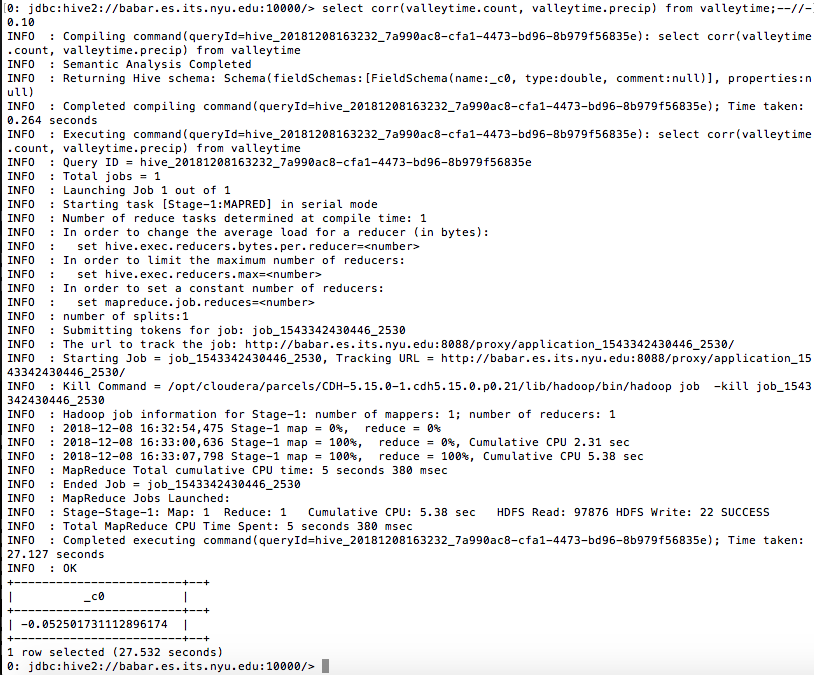 [0: jdbc:hive2://babar.es.its.nyu.edu:10000/> select corr(valleytime.count, valleytime.precip) from valleytime;--//-
0.10
INFO  : Compiling command(queryId=hive_20181208163232_7a990ac8-cfa1-4473-bd96-8b979f56835e): select corr(valleytime
.count, valleytime.precip) from valleytime
INFO  : Semantic Analysis Completed
INFO  : Returning Hive schema: Schema(fieldSchemas:[FieldSchema(name:_c0, type:double, comment:null)], properties:n
ull)
INFO  : Completed compiling command(queryId=hive_20181208163232_7a990ac8-cfa1-4473-bd96-8b979f56835e); Time taken:
0.264 seconds
INFO  : Executing command(queryId=hive_20181208163232_7a990ac8-cfa1-4473-bd96-8b979f56835e): select corr(valleytime
.count, valleytime.precip) from valleytime
INFO  : Query ID = hive_20181208163232_7a990ac8-cfa1-4473-bd96-8b979f56835e
INFO  : Total jobs = 1
INFO  : Launching Job 1 out of 1
INFO  : Starting task [Stage-1:MAPRED] in serial mode
INFO  : Number of reduce tasks determined at compile time: 1
INFO  : In order to change the average load for a reducer (in bytes):
INFO  :   set hive.exec.reducers.bytes.per.reducer=<number>
INFO  : In order to limit the maximum number of reducers:
INFO  :   set hive.exec.reducers.max=<number>
INFO  : In order to set a constant number of reducers:
INFO  :   set mapreduce.job.reduces=<number>
INFO  : number of splits:1
INFO  : Submitting tokens for job: job_1543342430446_2530
INFO  : The url to track the job: http://babar.es.its.nyu.edu:8088/proxy/application_1543342430446_2530/
INFO  : Starting Job = job_1543342430446_2530, Tracking URL = http://babar.es.its.nyu.edu:8088/proxy/application_15
43342430446_2530/
INFO  : Kill Command = /opt/cloudera/parcels/CDH-5.15.0-1.cdh5.15.0.p0.21/lib/hadoop/bin/hadoop job  -kill job_1543
342430446_2530
INFO  : Hadoop job information for Stage-1: number of mappers: 1; number of reducers: 1
INFO  : 2018-12-08 16:32:54,475 Stage-1 map = 0%,  reduce = 0%
INFO  : 2018-12-08 16:33:00,636 Stage-1 map = 100%,  reduce = 0%, Cumulative CPU 2.31 sec
INFO  : 2018-12-08 16:33:07,798 Stage-1 map = 100%,  reduce = 100%, Cumulative CPU 5.38 sec
INFO  : MapReduce Total cumulative CPU time: 5 seconds 380 msec
INFO  : Ended Job = job_1543342430446_2530
INFO  : MapReduce Jobs Launched:
INFO  : Stage-Stage-1: Map: 1  Reduce: 1   Cumulative CPU: 5.38 sec   HDFS Read: 97876 HDFS Write: 22 SUCCESS
INFO  : Total MapReduce CPU Time Spent: 5 seconds 380 msec
INFO  : Completed executing command(queryId=hive_20181208163232_7a990ac8-cfa1-4473-bd96-8b979f56835e); Time taken:
27.127 seconds
INFO  : OK
+------------------------+--+
|          _c0           |
+------------------------+--+
| -0.052501731112896174  |
+------------------------+--+
1 row selected (27.532 seconds)
0: jdbc:hive2://babar.es.its.nyu.edu:10000/>